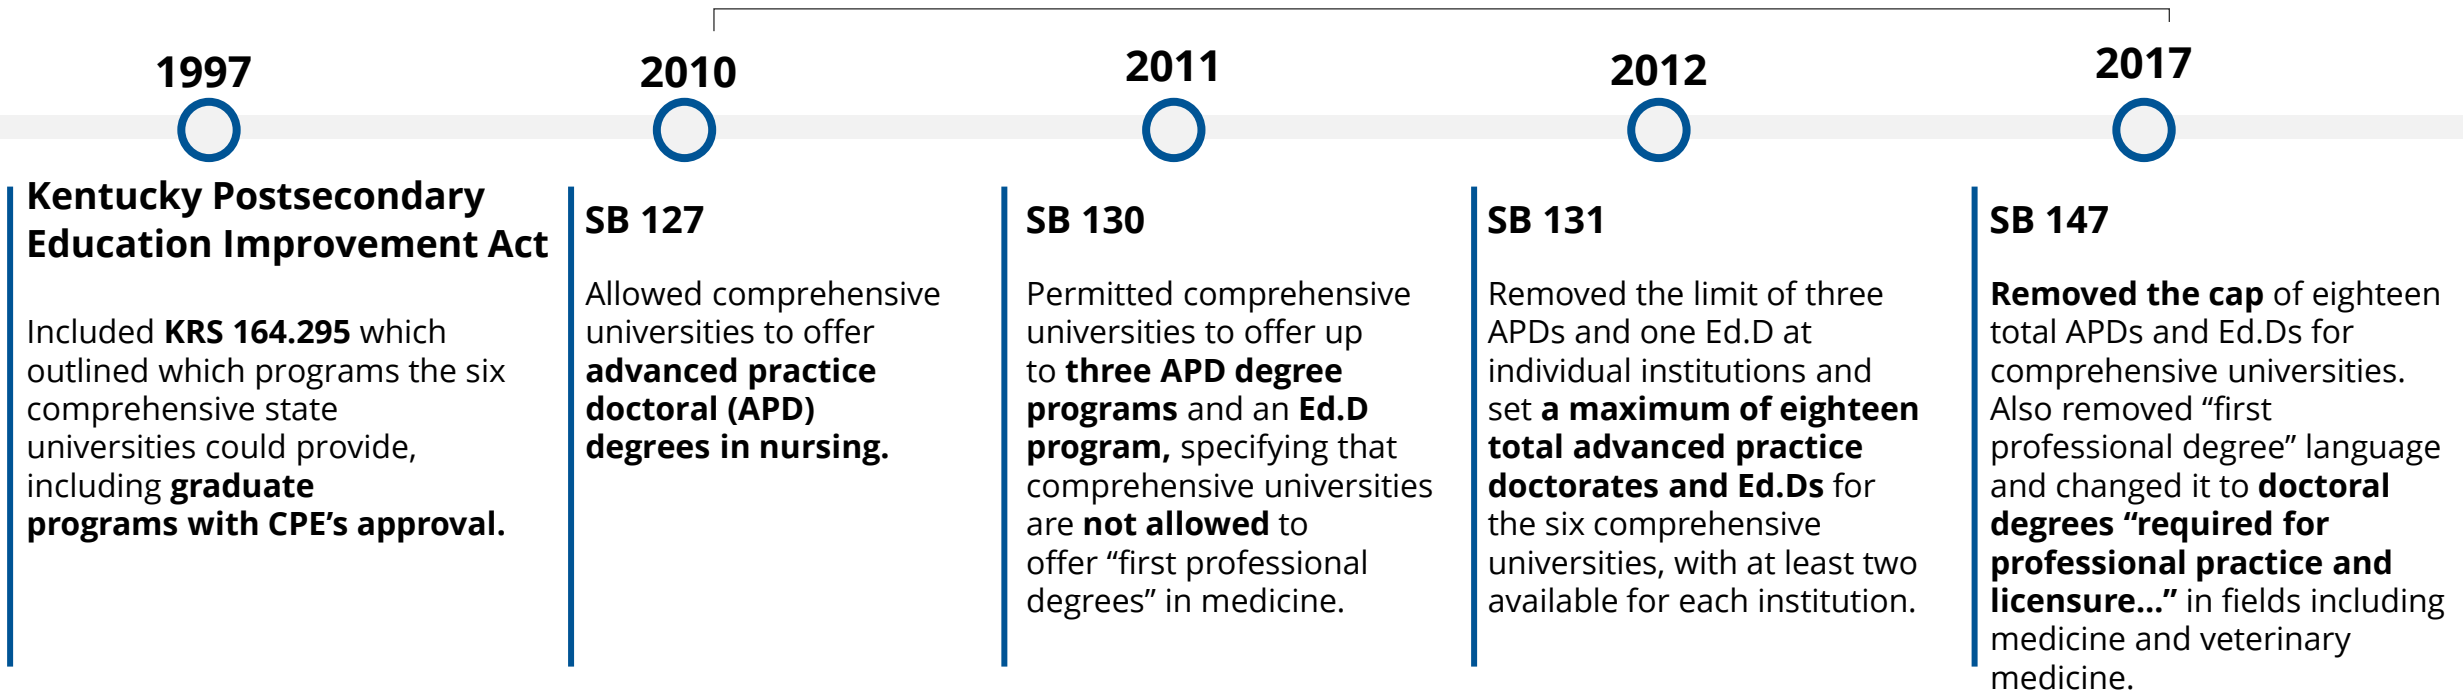 1997
Kentucky Postsecondary
Education Improvement Act
Included KRS 164.295 which
outlined which programs the six
comprehensive state
universities could provide,
including graduate
programs with CPE’s approval.
2010
SB 127
Allowed comprehensive
universities to offer
advanced practice
doctoral (APD)
degrees in nursing.
2011
SB 130
Permitted comprehensive
universities to offer up
to three APD degree
programs and an Ed.D
program, specifying that
comprehensive universities
are not allowed to
offer “first professional
degrees” in medicine.
2012
SB 131
Removed the limit of three
APDs and one Ed.D at
individual institutions and
set a maximum of eighteen
total advanced practice
doctorates and Ed.Ds for
the six comprehensive
universities, with at least two
available for each institution.
2017
SB 147
Removed the cap of eighteen
total APDs and Ed.Ds for
comprehensive universities.
Also removed “first
professional degree” language
and changed it to doctoral
degrees “required for
professional practice and
licensure...” in fields including
medicine and veterinary
medicine.